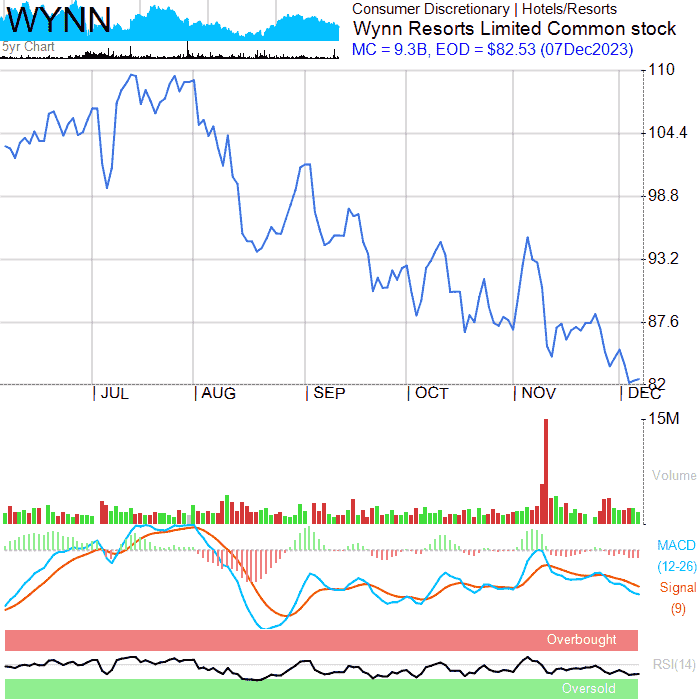 WYNN
5yr Chart
Consumer Discretionary | Hotels/Resorts
Wynn Resorts Limited Common stock
MC = 9.3B, EOD = $82.53 (07Dec2023)
110
104.4
98.8
93.2
87.6
82
| JUL | AUG | SEP | OCT | NOV | DEC
15M
Volume
MACD
(12-26)
Signal
(9)
Overbought
RSI(14)
Oversold